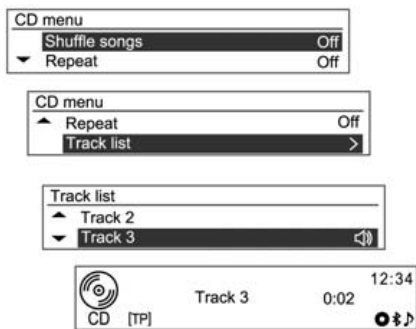 CD menu
Shuffle songs Off
Repeat Off
CD menu
Repeat Off
Track list >
Track list
Track 2
Track 3
12:34
Track 3 0:02
CD [TP]